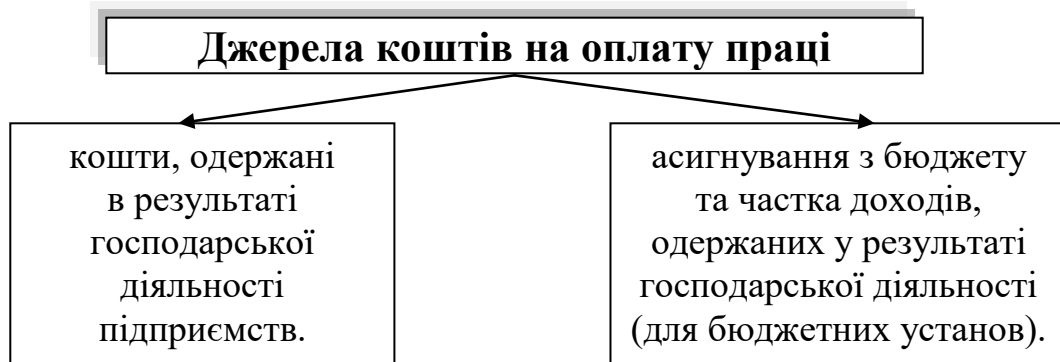 Джерела коштів на оплату праці
кошти, одержані
в результаті
господарської
діяльності
підприємств.
асигнування з бюджету
та частка доходів,
одержаних у результаті
господарської діяльності
(для бюджетних установ).